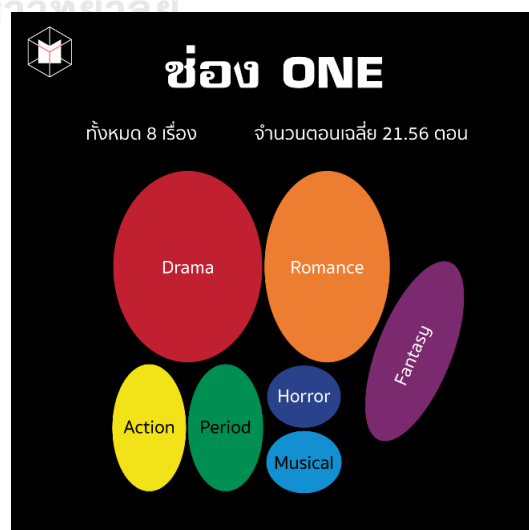 ช่อง ONE
ทั้งหมด 8 เรื่อง
จำนวนตอนเฉลี่ย 21.56 ตอน
Drama
Romance
Fantasy
Action
Period
Horror
Musical